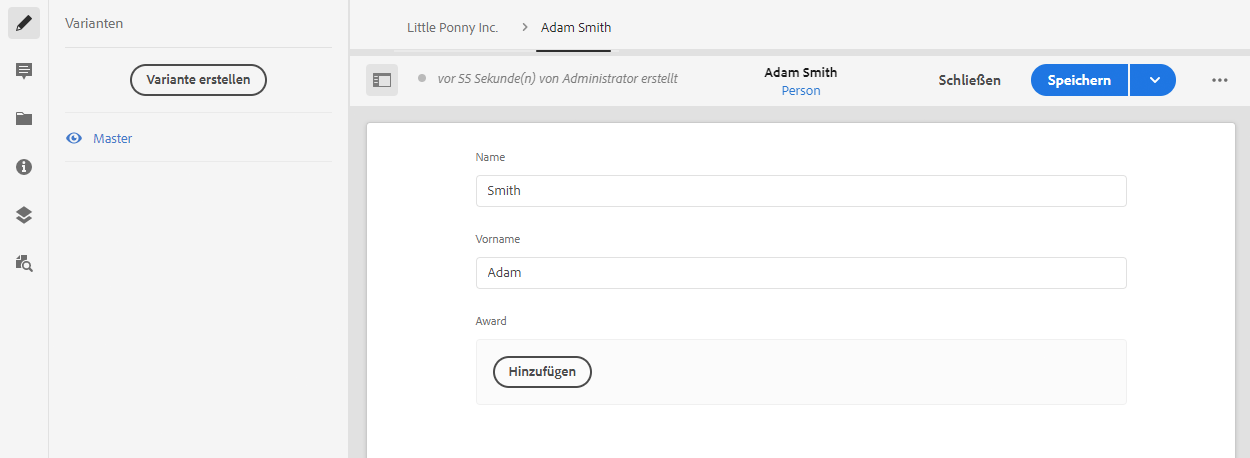 Varianten
Variante erstellen
Master
Little Ponny Inc. > Adam Smith
vor 55 Sekunde(n) von Administrator erstellt
Adam Smith
Person
Schließen
Speichern
Name
Smith
Vorname
Adam
Award
Hinzufügen